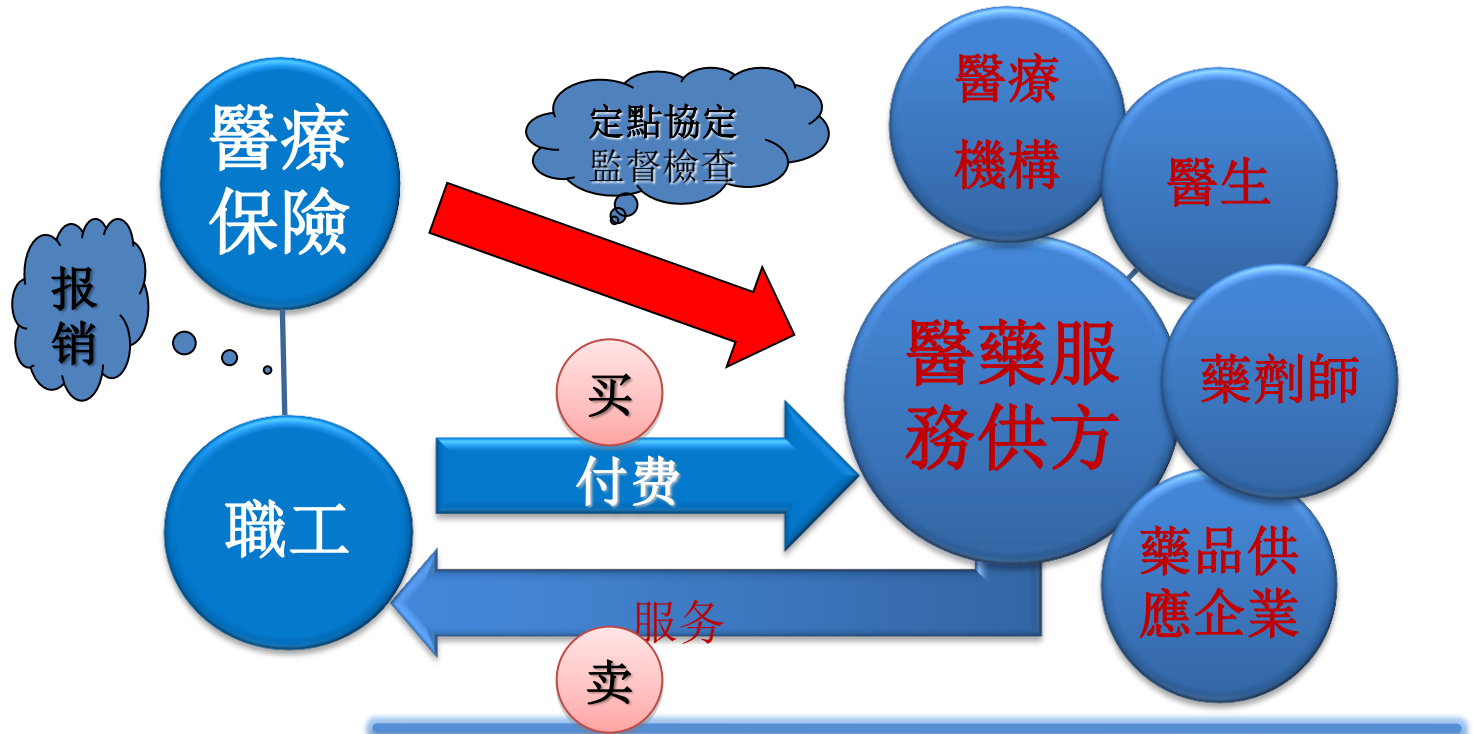 醫療
保險
定點協定
監督檢查
报
销
职工
买
付费
服务
卖
醫療
機構
醫生
醫藥服
務供方
藥劑師
藥品供
應企業